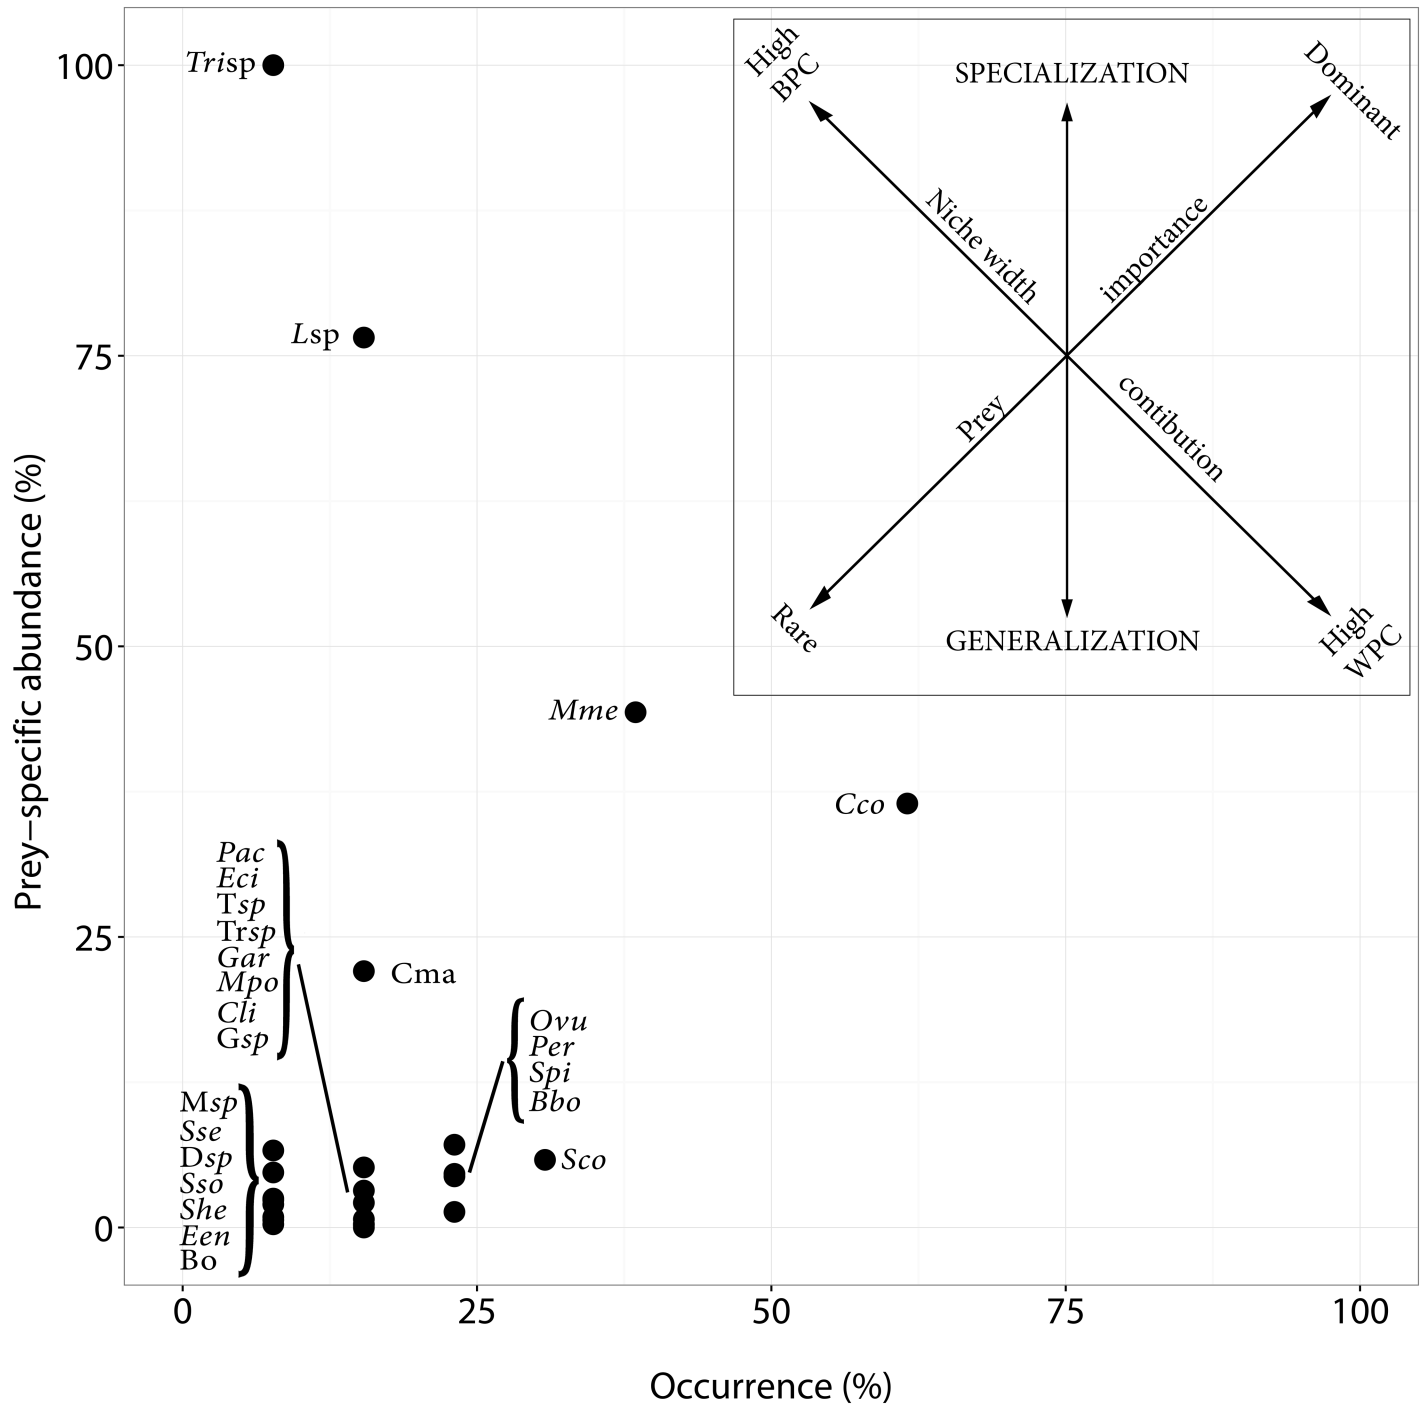 Prey–specific abundance (%)
100
75
50
25
0
Trisp
Lsp
Mme
Cco
Pac
Eci
Tsp
Trsp
Gar
Mpo
Cli
Gsp
Cma
Ovu
Per
Spi
Bbo
Sco
Msp
Sse
Dsp
Sso
She
Een
Bo
High
BPC
SPECIALIZATION
Dominant
Niche width
importance
Prey
contibution
Rare
GENERALIZATION
High
WPC
0 25 50 75 100
Occurrence (%)